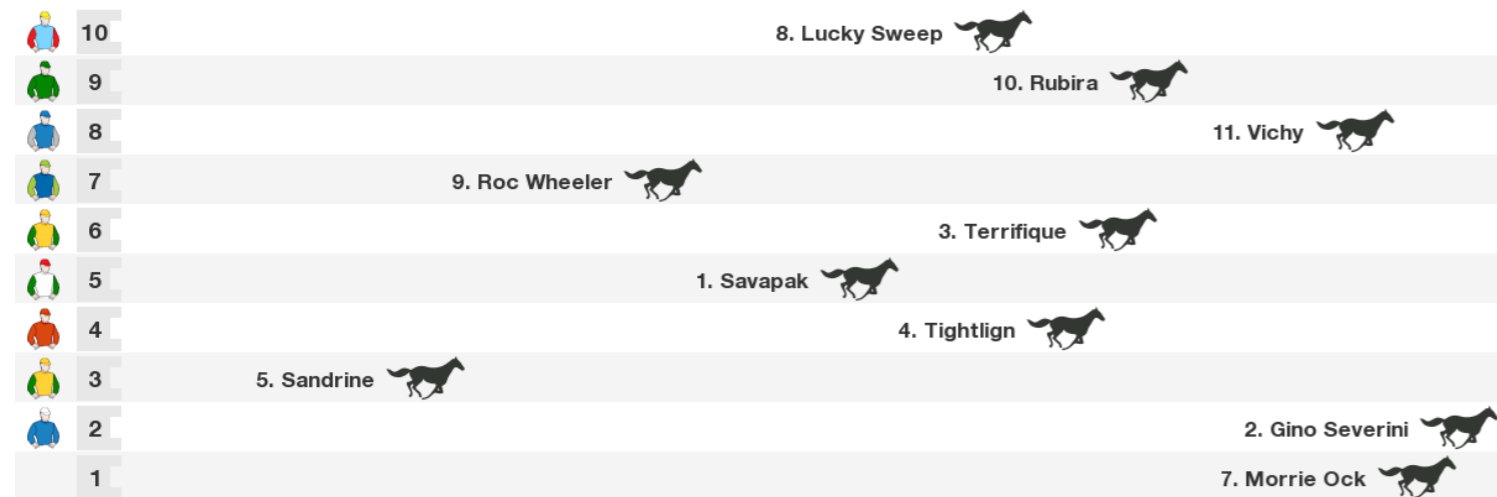 10 8. Lucky Sweep
9 10. Rubira
8 11. Vichy
7 9. Roc Wheeler
6 3. Terrifique
5 1. Savapak
4 4. Tightlign
3 5. Sandrine
2 2. Gino Severini
1 7. Morrie Ock